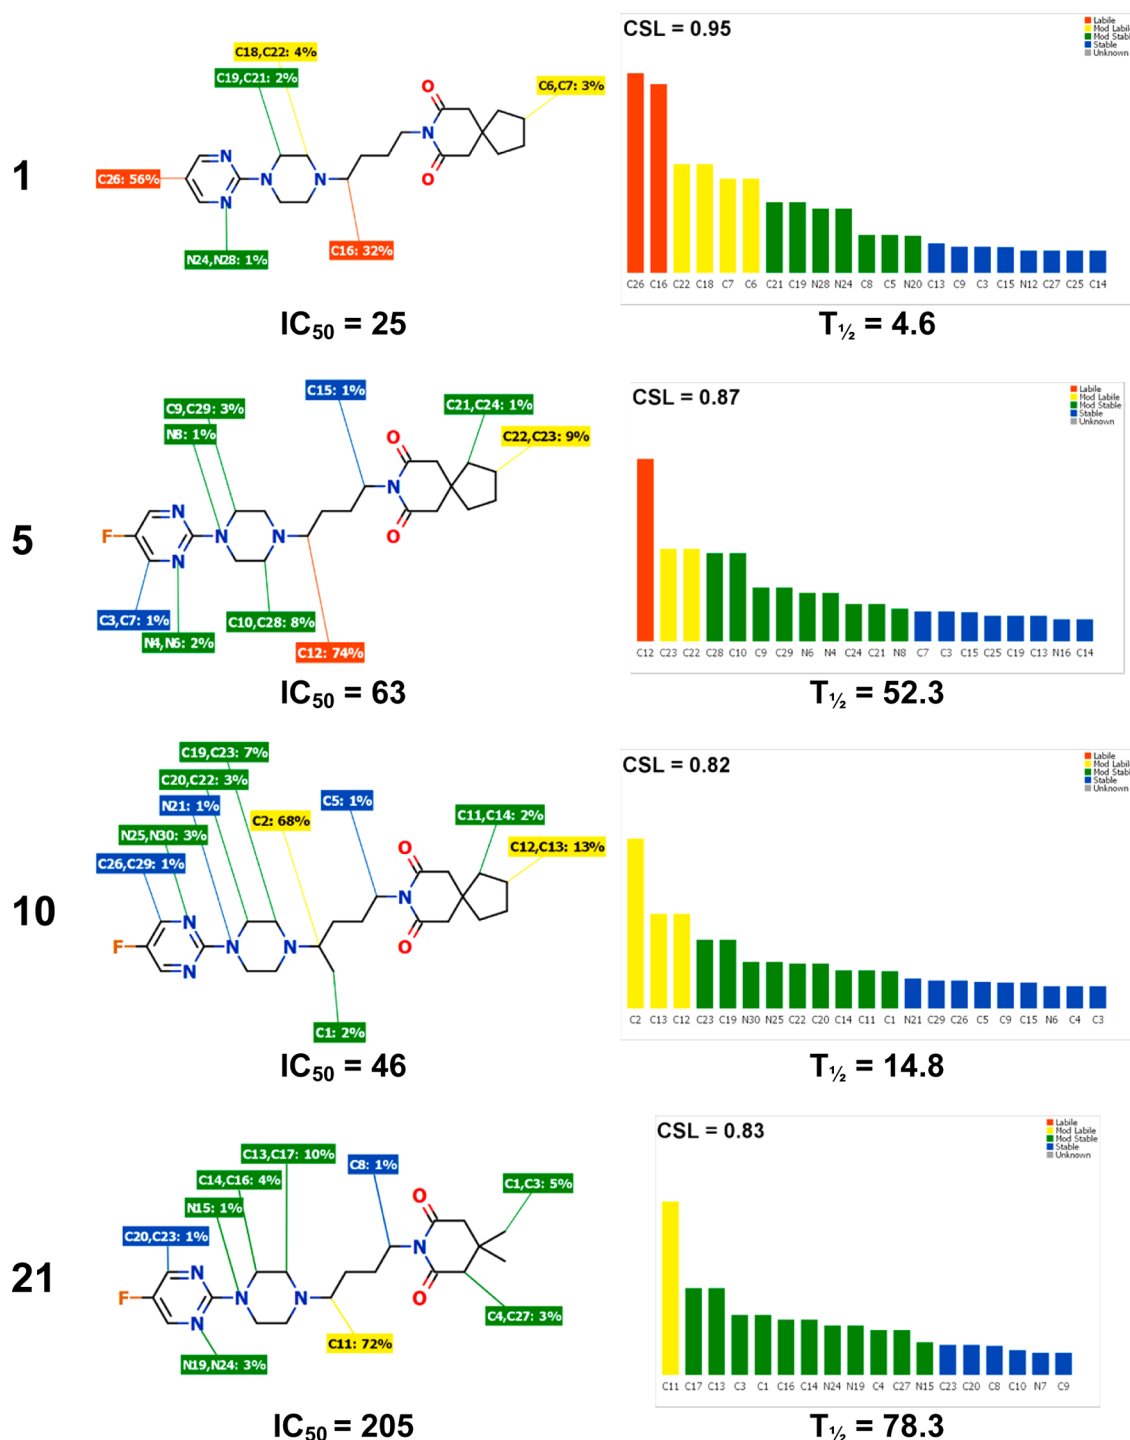 1
C18,C22: 4%
C19,C21: 2%
C6,C7: 3%
C26: 56%
N24,N28: 1%
C16: 32%
O
O
N
N
N
N
N
IC50 = 25
CSL = 0.95
Labile
Mod Labile
Mod Stable
Stable
Unknown
C26 C16 C22 C18 C7 C6 C21 C19 N28 N24 C8 C5 N20 C13 C9 C3 C15 N12 C27 C25 C14
T½ = 4.6
5
C15: 1%
C9,C29: 3%
N8: 1%
C21,C24: 1%
C22,C23: 9%
O
O
N
N
N
N
N
F
C3,C7: 1%
N4,N6: 2%
C10,C28: 8%
C12: 74%
IC50 = 63
CSL = 0.87
Labile
Mod Labile
Mod Stable
Stable
Unknown
C12 C23 C22 C28 C10 C9 C29 N6 N4 C24 C21 N8 C7 C3 C15 C25 C19 C13 N16 C14
T½ = 52.3
10
C19,C23: 7%
C20,C22: 3%
N21: 1%
C2: 68%
C5: 1%
N25,N30: 3%
C26,C29: 1%
C11,C14: 2%
C12,C13: 13%
O
O
N
N
N
N
N
F
C1: 2%
IC50 = 46
CSL = 0.82
Labile
Mod Labile
Mod Stable
Stable
Unknown
C2 C13 C12 C23 C19 N30 N25 C22 C20 C14 C11 C1 N21 C29 C26 C5 C9 C15 N6 C4 C3
T½ = 14.8
21
C13,C17: 10%
C14,C16: 4%
N15: 1%
C20,C23: 1%
C8: 1%
C1,C3: 5%
O
O
N
N
N
N
N
F
C4,C27: 3%
C11: 72%
N19,N24: 3%
IC50 = 205
CSL = 0.83
Labile
Mod Labile
Mod Stable
Stable
Unknown
C11 C17 C13 C3 C1 C16 C14 N24 N19 C4 C27 N15 C23 C20 C8 C10 N7 C9
T½ = 78.3